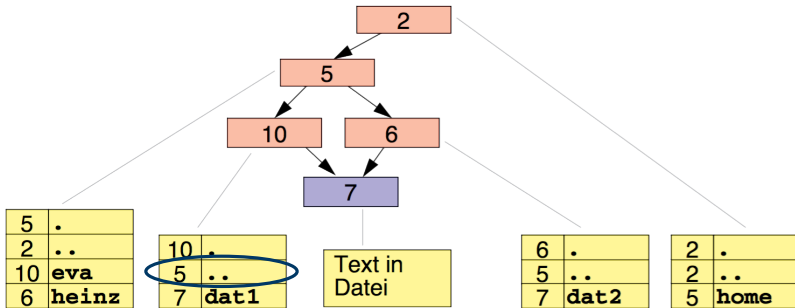 2
5
10 6
7
5 .
2 ..
10 eva
6 heinz
10 .
5 ..
7 dat1
Text in
Datei
6 .
5 ..
7 dat2
2 .
2 ..
5 home